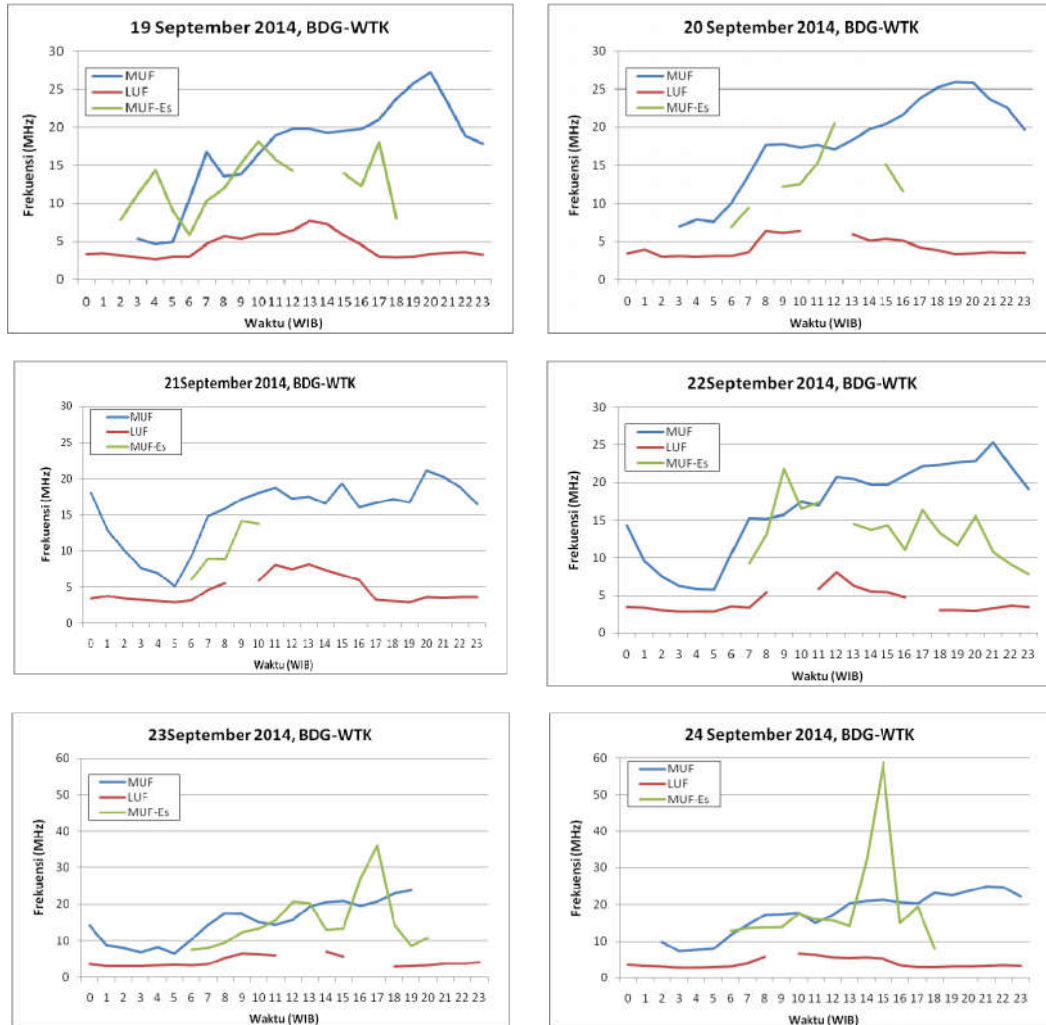 19 September 2014, BDG-WTK
30
25
20
15
10
5
0
Frekuensi (MHz)
MUF
LUF
MUF-Es
0 1 2 3 4 5 6 7 8 9 10 11 12 13 14 15 16 17 18 19 20 21 22 23
Waktu (WIB)
20 September 2014, BDG-WTK
30
25
20
15
10
5
0
Frekuensi (MHz)
MUF
LUF
MUF-Es
0 1 2 3 4 5 6 7 8 9 10 11 12 13 14 15 16 17 18 19 20 21 22 23
Waktu (WIB)
21September 2014, BDG-WTK
30
25
20
15
10
5
0
Frekuensi (MHz)
MUF
LUF
MUF-Es
0 1 2 3 4 5 6 7 8 9 10 11 12 13 14 15 16 17 18 19 20 21 22 23
Waktu (WIB)
22September 2014, BDG-WTK
30
25
20
15
10
5
0
Frekuensi (MHz)
MUF
LUF
MUF-Es
0 1 2 3 4 5 6 7 8 9 10 11 12 13 14 15 16 17 18 19 20 21 22 23
Waktu (WIB)
23September 2014, BDG-WTK
60
50
40
30
20
10
0
Frekuensi (MHz)
MUF
LUF
MUF-Es
0 1 2 3 4 5 6 7 8 9 10 11 12 13 14 15 16 17 18 19 20 21 22 23
Waktu (WIB)
24 September 2014, BDG-WTK
60
50
40
30
20
10
0
Frekuensi (MHz)
MUF
LUF
MUF-Es
0 1 2 3 4 5 6 7 8 9 10 11 12 13 14 15 16 17 18 19 20 21 22 23
Waktu (WIB)